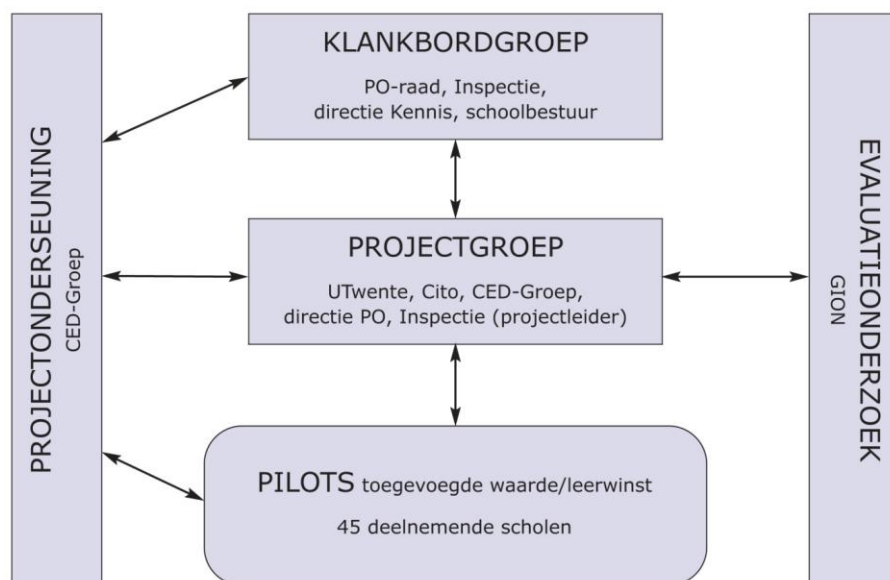 PROJECTONDERSEUNING
CED-Groep
KLANKBORDGROEP
PO-raad, Inspectie,
directie Kennis, schoolbestuur
PROJECTGROEP
UTwente, Cito, CED-Groep,
directie PO, Inspectie (projectleider)
PILOTS toegevoegde waarde/leerwinst
45 deelnemende scholen
EVALUATIEONDERZOEK
GION